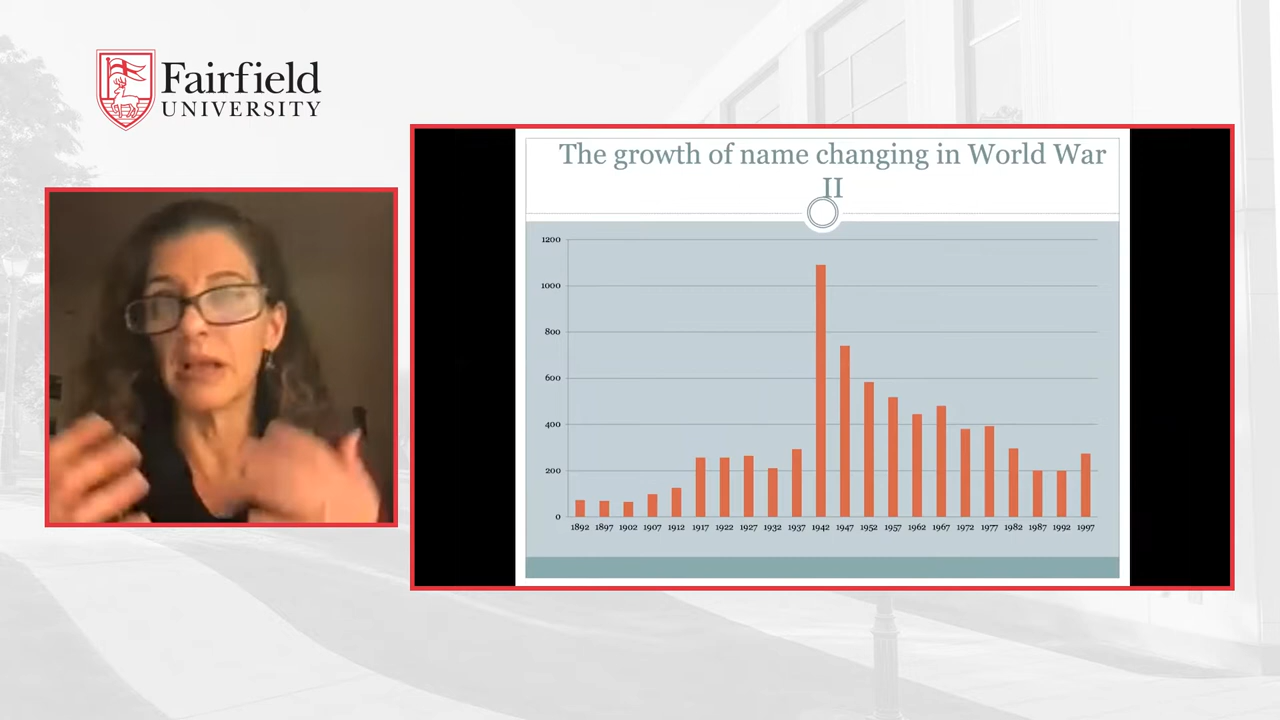 Fairfield
UNIVERSITY
The growth of name changing in World War
II
1200
1000
800
600
400
200
0
1892 1897 1902 1907 1912 1917 1922 1927 1932 1937 1942 1947 1952 1957 1962 1967 1972 1977 1982 1987 1992 1997